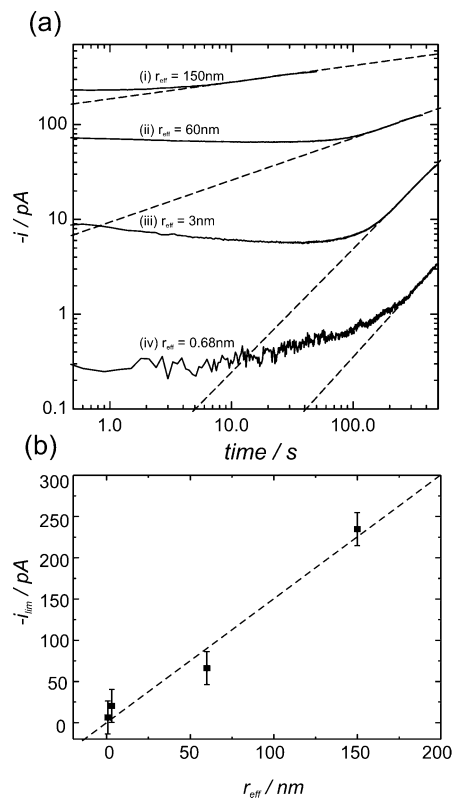 (a)
(i) r_eff = 150nm
(ii) r_eff = 60nm
(iii) r_eff = 3nm
(iv) r_eff = 0.68nm
-i / pA
100
10
1
0.1
1.0 10.0 100.0
time / s
(b)
-i_lim / pA
300
250
200
150
100
50
0
0 50 100 150 200
r_eff / nm